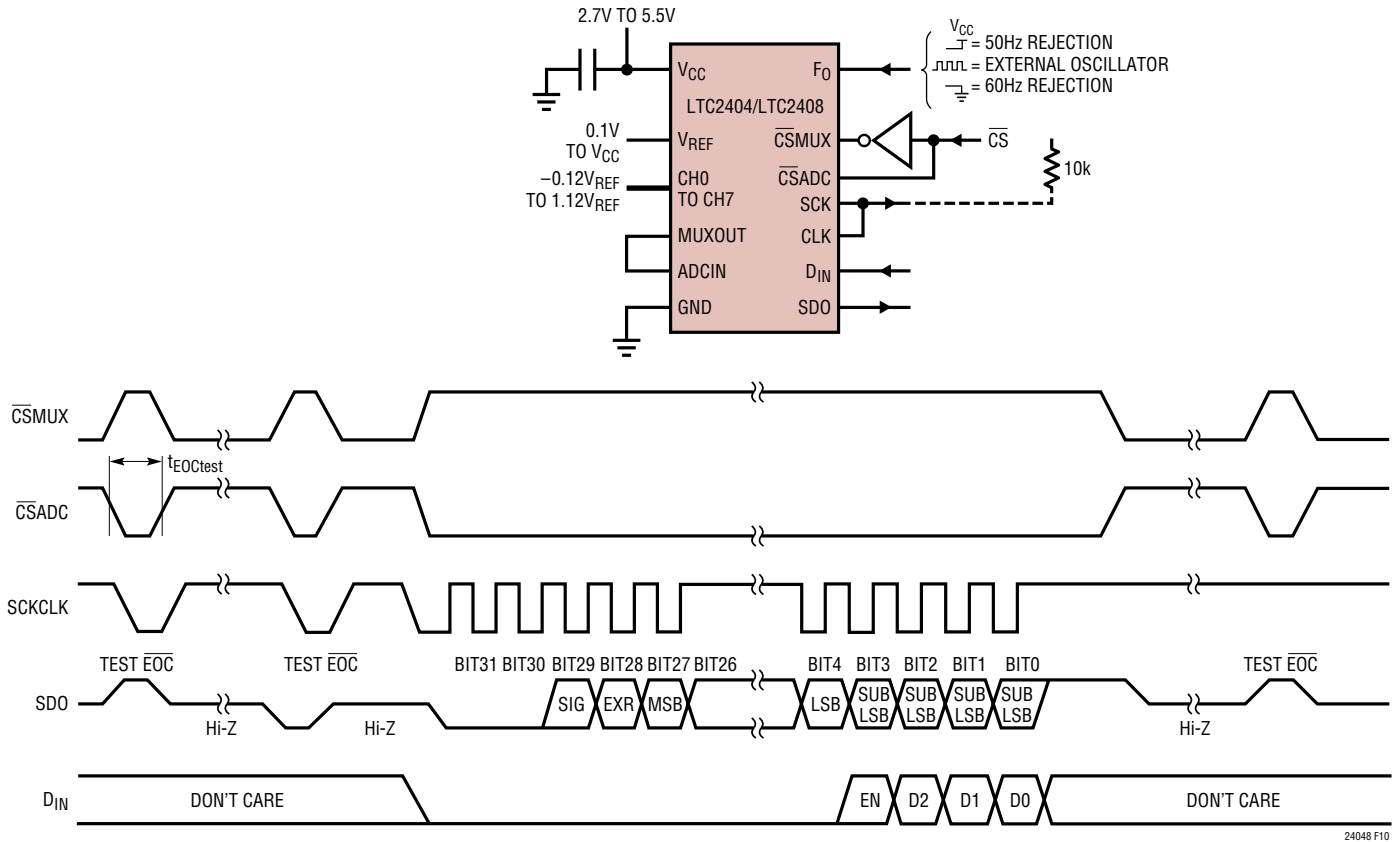 2.7V TO 5.5V
VCC
= 50Hz REJECTION
= EXTERNAL OSCILLATOR
= 60Hz REJECTION
VCC
FO
LTC2404/LTC2408
0.1V
TO VCC
VREF
CSMUX
CS
10k
–0.12VREF
TO 1.12VREF
CH0
TO CH7
CSADC
SCK
MUXOUT
CLK
ADCIN
DIN
GND
SDO
CSMUX
tEOCtest
CSADC
SCKCLK
TEST EOC
TEST EOC
BIT31 BIT30 BIT29 BIT28 BIT27 BIT26
BIT4 BIT3 BIT2 BIT1 BIT0
TEST EOC
SDO
SIG EXR MSB
LSB
SUB LSB
SUB LSB
SUB LSB
SUB LSB
Hi-Z
Hi-Z
Hi-Z
DIN
DON'T CARE
EN D2 D1 D0
DON'T CARE
24048 F10